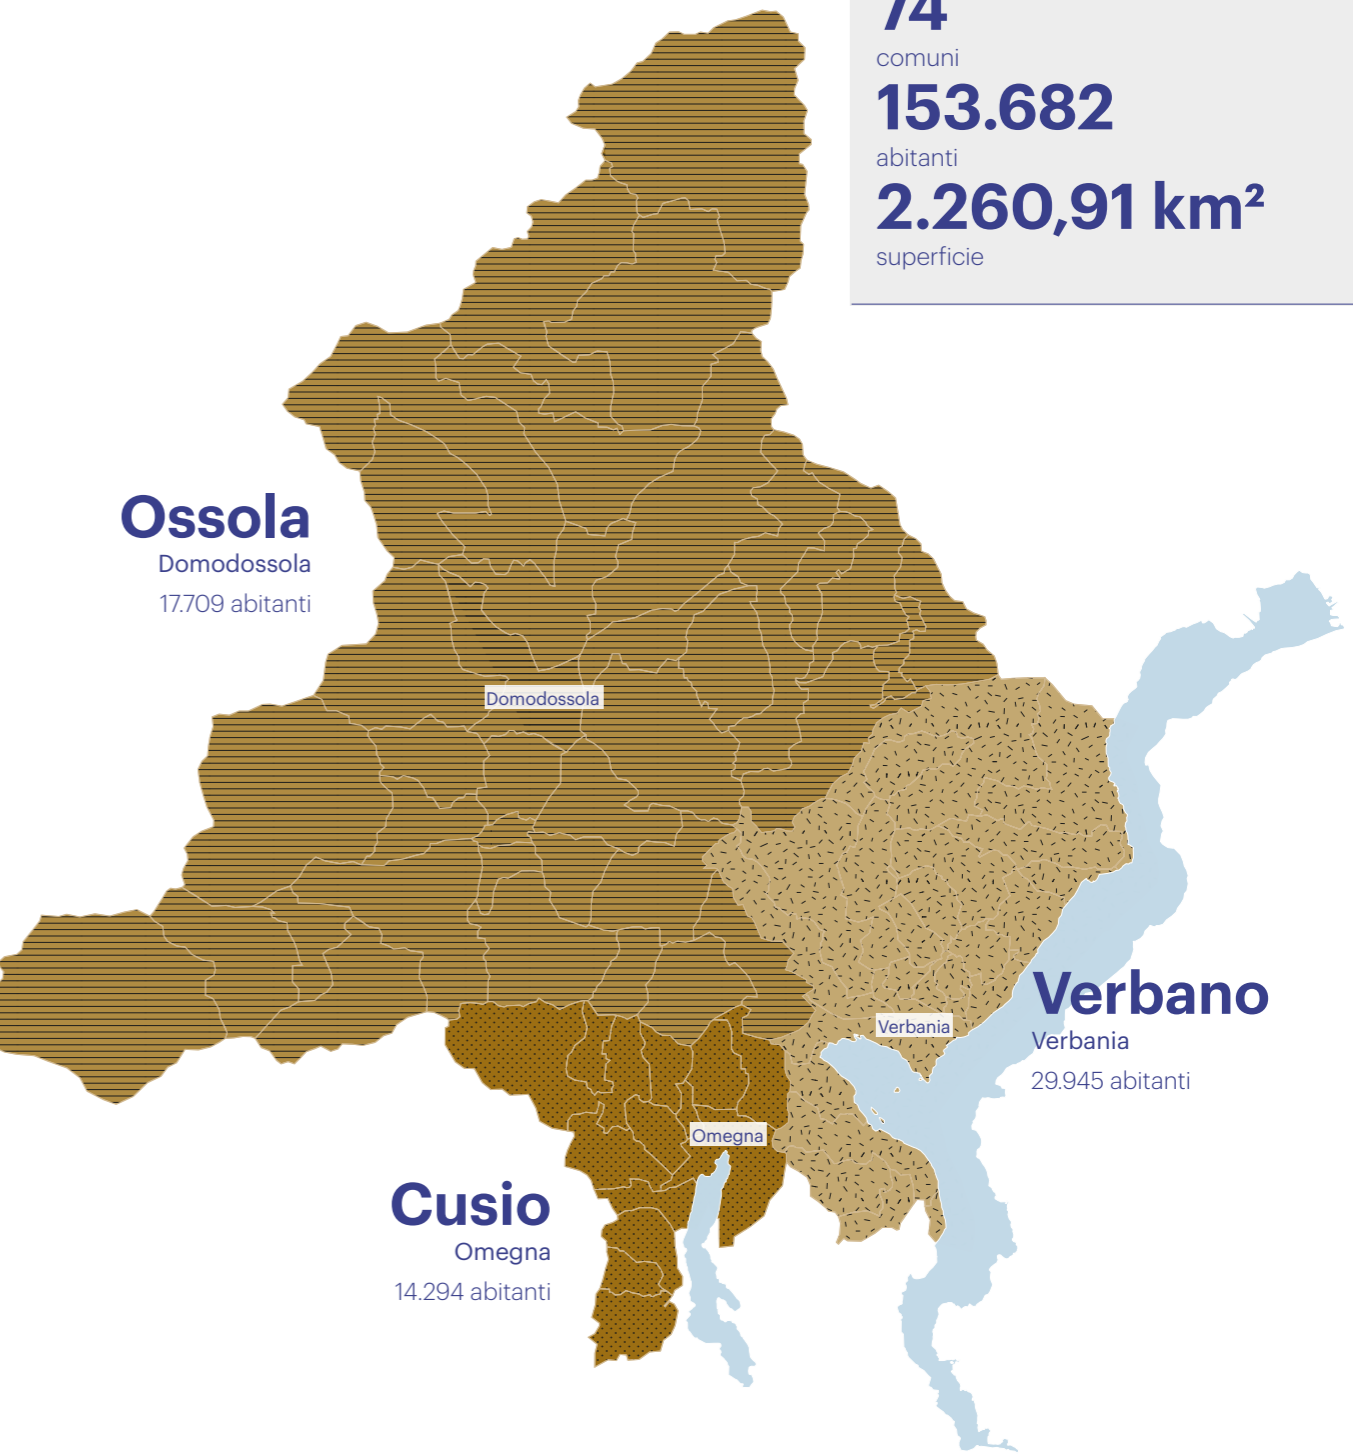 74
comuni
153.682
abitanti
2.260,91 km²
superficie
Ossola
Domodossola
17.709 abitanti
Domodossola
Verbano
Verbania
29.945 abitanti
Verbania
Omegna
Cusio
Omegna
14.294 abitanti